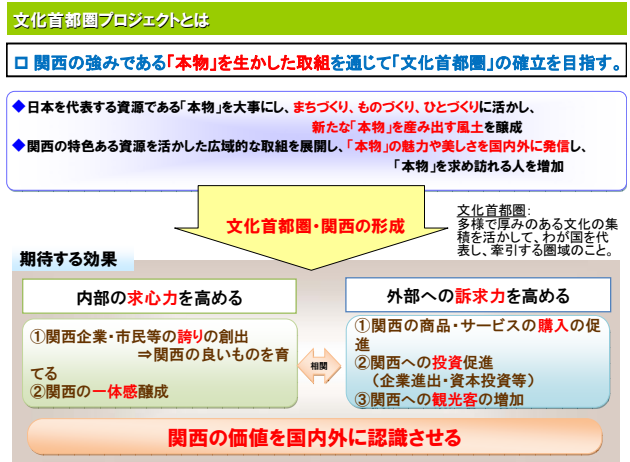 文化首都圏プロジェクトとは
ロ 関西の強みである「本物」を生かした取組を通じて「文化首都圏」の確立を目指す。
◆日本を代表する資源である「本物」を大事にし、まちづくり、ものづくり、ひとづくりに活かし、
新たな「本物」を産み出す風土を醸成
◆関西の特色ある資源を活かした広域的な取組を展開し、「本物」の魅力や美しさを国内外に発信し、
「本物」を求め訪れる人を増加
文化首都圏・関西の形成
文化首都圏:
多様で厚みのある文化の集
積を活かして、わが国を代
表し、牽引する圏域のこと。
期待する効果
内部の求心力を高める
①関西企業・市民等の誇りの創出
⇒関西の良いものを育
てる
②関西の一体感醸成
相関
外部への訴求力を高める
①関西の商品・サービスの購入の促
進
②関西への投資促進
（企業進出・資本投資等）
③関西への観光客の増加
関西の価値を国内外に認識させる